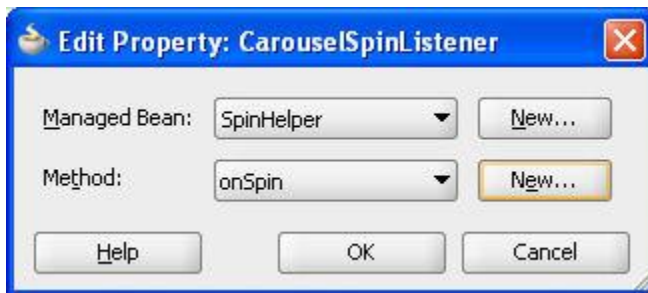 Edit Property: CarouselSpinListener
Managed Bean: SpinHelper New...
Method: onSpin New...
Help OK Cancel